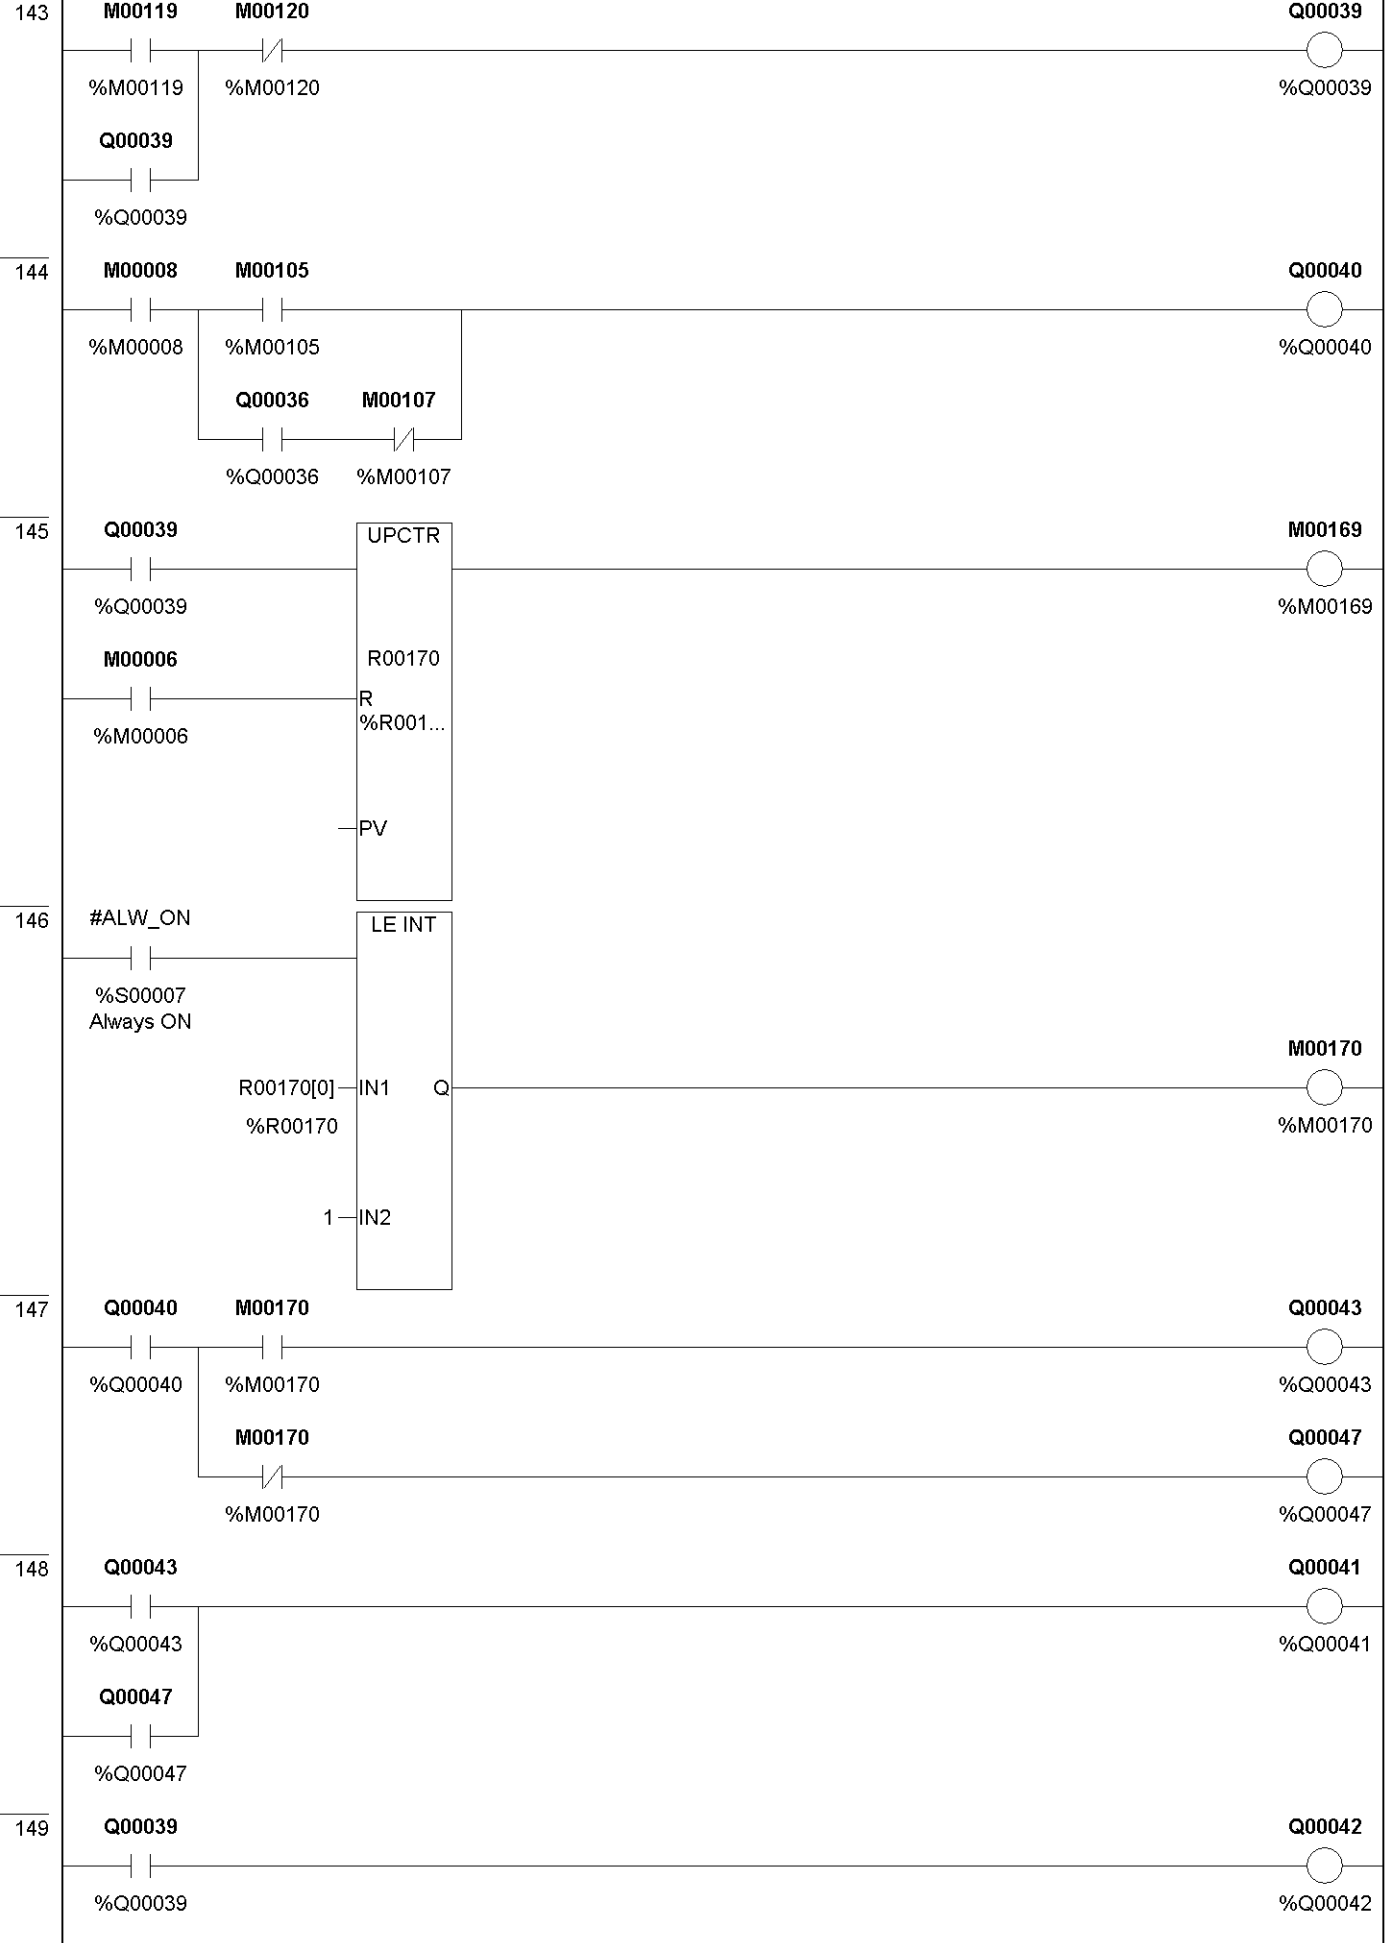 143
M00119 M00120 Q00039
%M00119 %M00120 %Q00039
Q00039
%Q00039
144
M00008 M00105 Q00040
%M00008 %M00105 %Q00040
Q00036 M00107
%Q00036 %M00107
145
Q00039 UPCTR M00169
%Q00039 %M00169
M00006 R00170
R
%R001...
%M00006
PV
146
#ALW_ON LE INT
%S00007
Always ON
M00170
R00170[0] IN1 Q
%R00170 %M00170
1 IN2
147
Q00040 M00170 Q00043
%Q00040 %M00170 %Q00043
M00170 Q00047
%M00170 %Q00047
148
Q00043 Q00041
%Q00043 %Q00041
Q00047
%Q00047
149
Q00039 Q00042
%Q00039 %Q00042